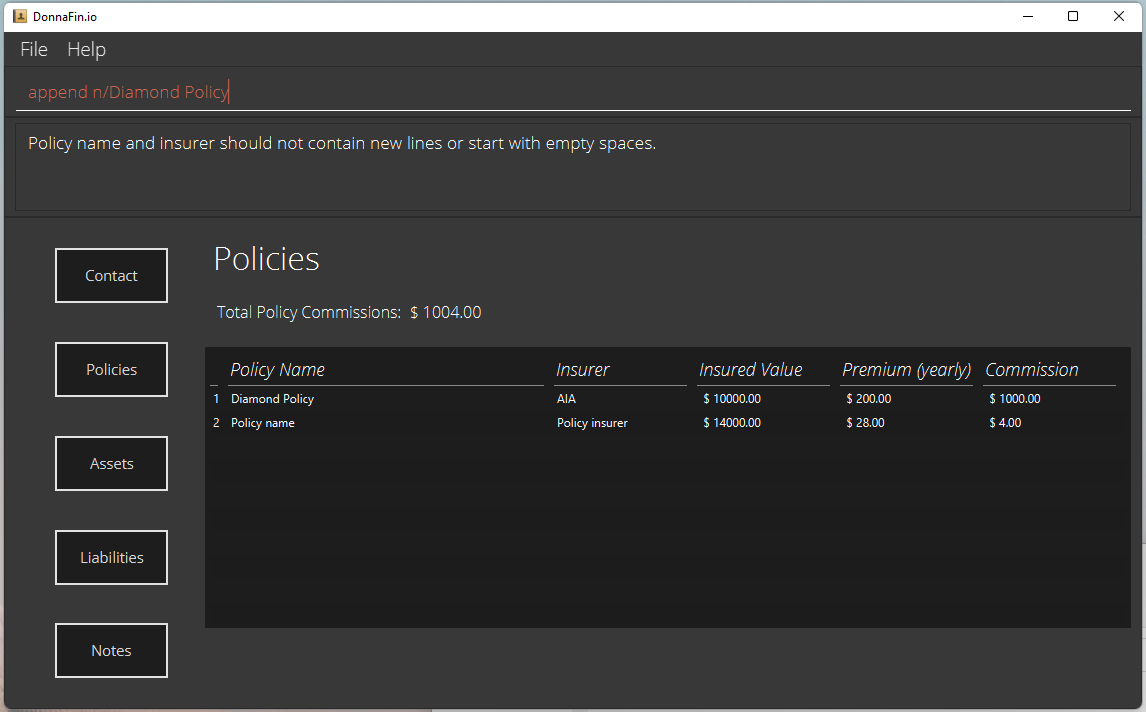 DonnaFin.io
File Help
append n/Diamond Policy
Policy name and insurer should not contain new lines or start with empty spaces.
Contact
Policies
Assets
Liabilities
Notes
Policies
Total Policy Commissions: $ 1004.00
Policy Name Insurer Insured Value Premium (yearly) Commission
1 Diamond Policy AIA $ 10000.00 $ 200.00 $ 1000.00
2 Policy name Policy insurer $ 14000.00 $ 28.00 $ 4.00